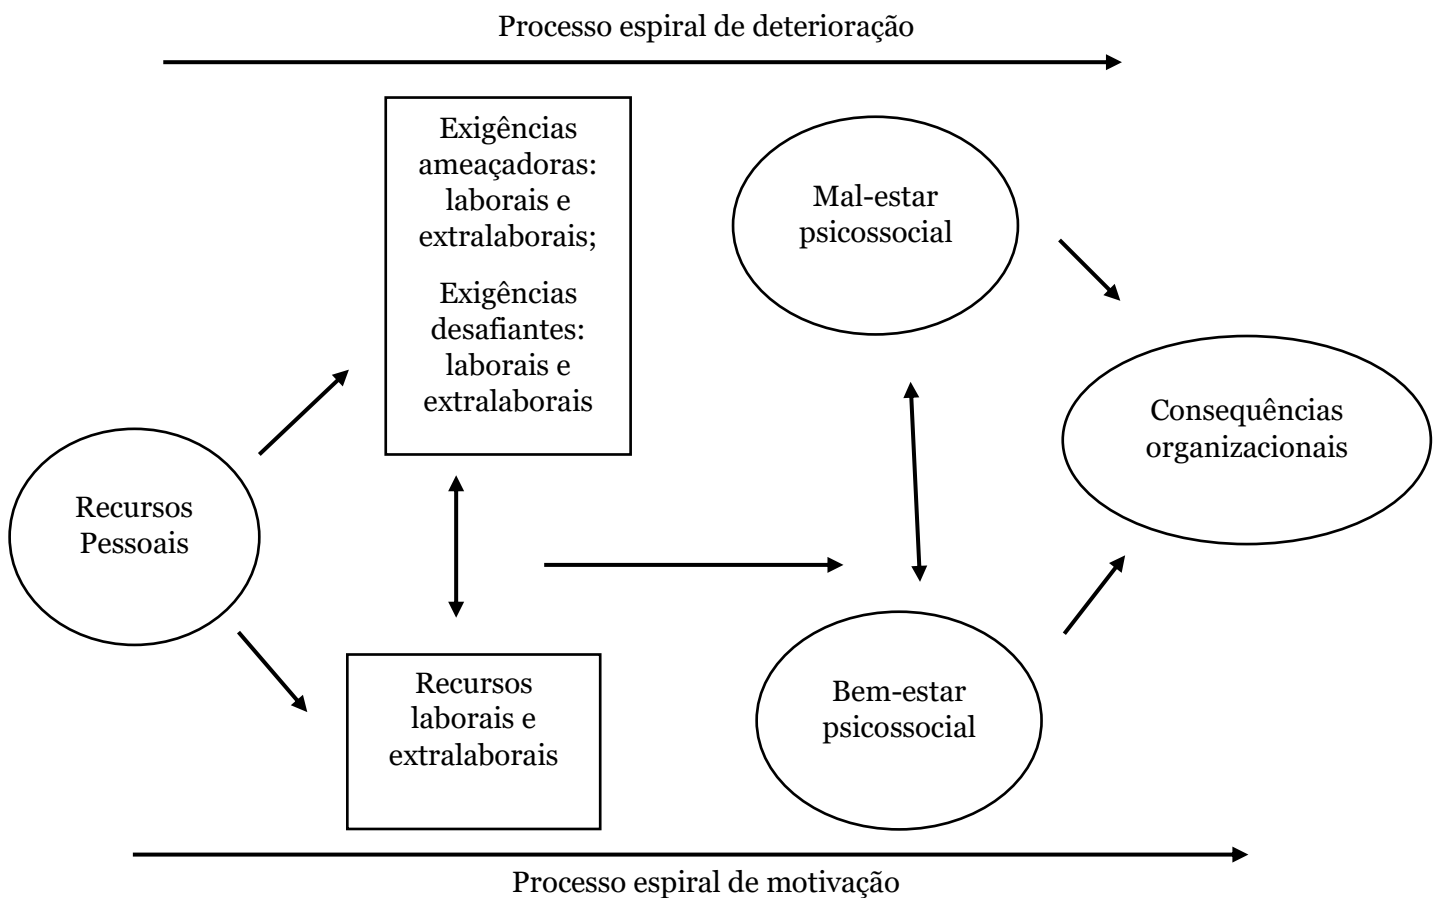 Processo espiral de deterioração
Exigências
ameaçadoras:
laborais e
extralaborais;
Exigências
desafiantes:
laborais e
extralaborais
Mal-estar
psicossocial
Consequências
organizacionais
Recursos
Pessoais
Recursos
laborais e
extralaborais
Bem-estar
psicossocial
Processo espiral de motivação